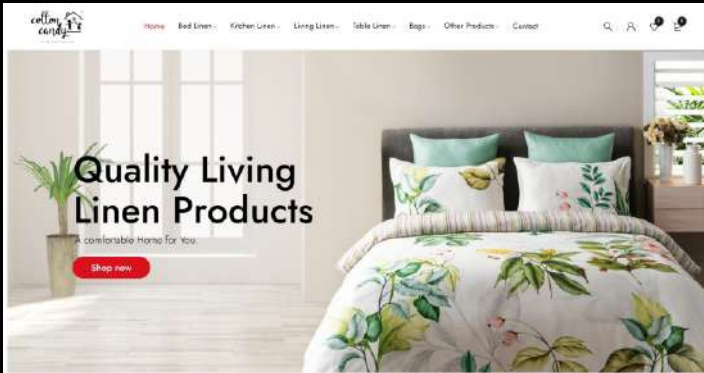 cotton
candy
Home Bed Linen Kitchen Linen Living Linen Table Linen Bags Other Products Contact
Quality Living
Linen Products
A comfortable Home for You.
Shop now